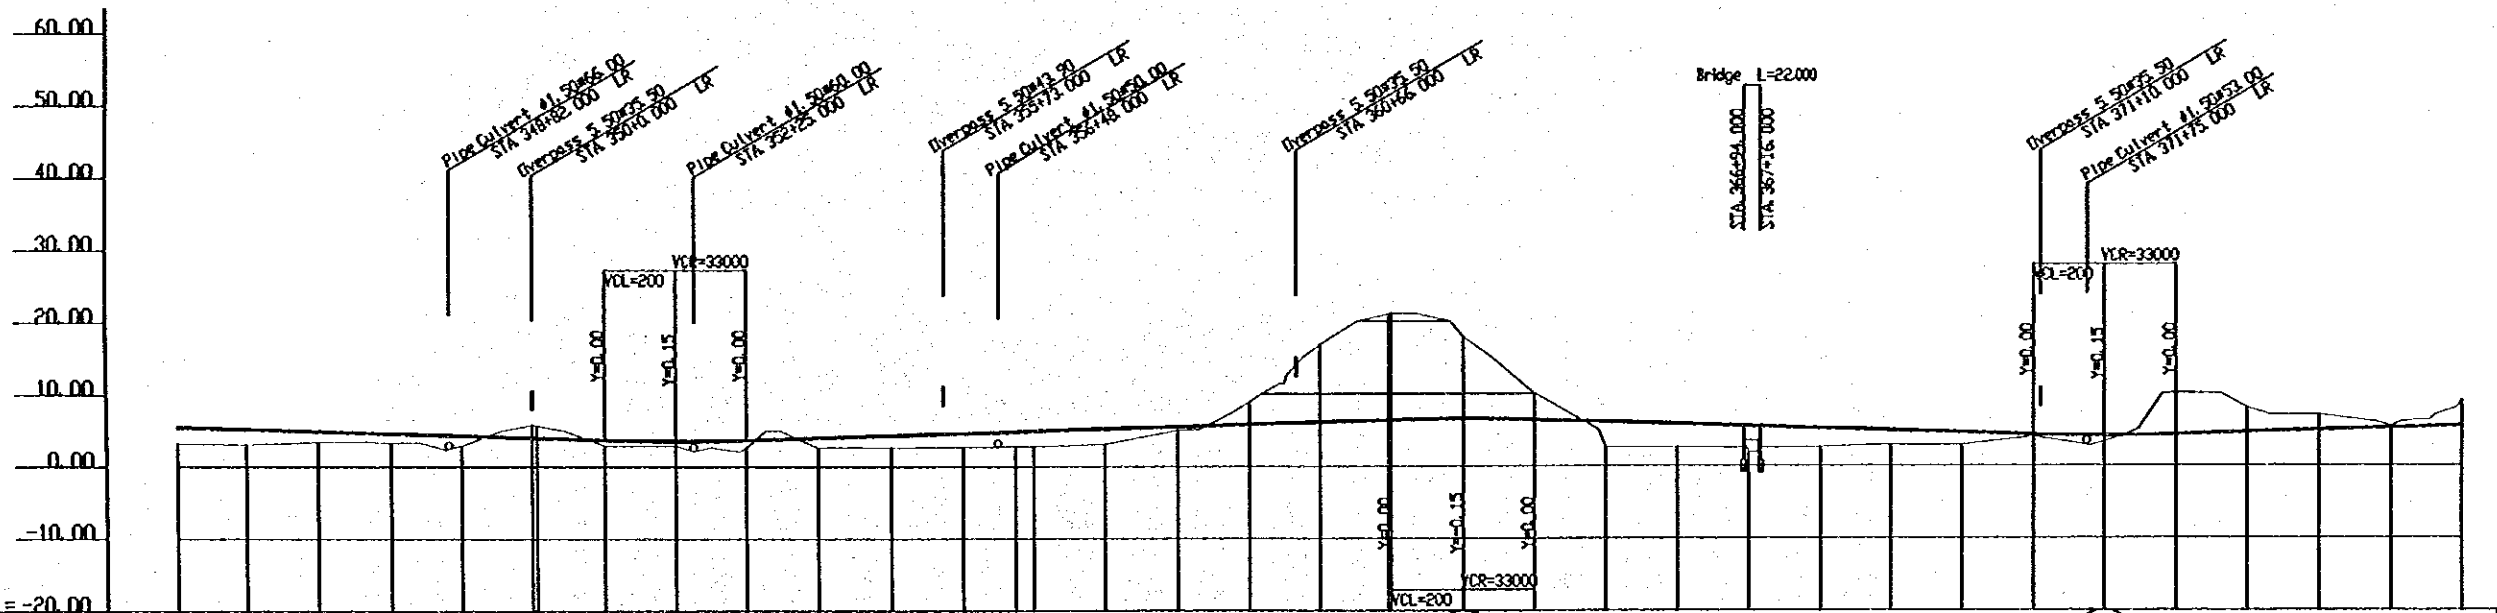 60.00
50.00
40.00
30.00
20.00
10.00
0.00
-10.00
-20.00
Pipe Culvert φ1.50*66.00
STA 348+82.000 LR
Overpass 5.50*35.50
STA 350+0.000 LR
Pipe Culvert φ1.50*60.00
STA 352+25.000 LR
Overpass 5.50*43.90
STA 355+73.000 LR
Pipe Culvert φ1.50*50.00
STA 356+48.000 LR
Overpass 5.50*35.50
STA 360+66.000 LR
Bridge L=22.000
STA 366+94.000
STA 367+16.000
Overpass 5.50*35.50
STA 371+10.000 LR
Pipe Culvert φ1.50*53.00
STA 371+75.000 LR
VCR=33000
VCL=200
Y=0.00
Y=0.15
Y=0.00
Y=0.00
Y=-0.15
Y=0.00
VCR=33000
VCL=200
VCR=33000
VCL=200
Y=0.00
Y=0.15
Y=0.00